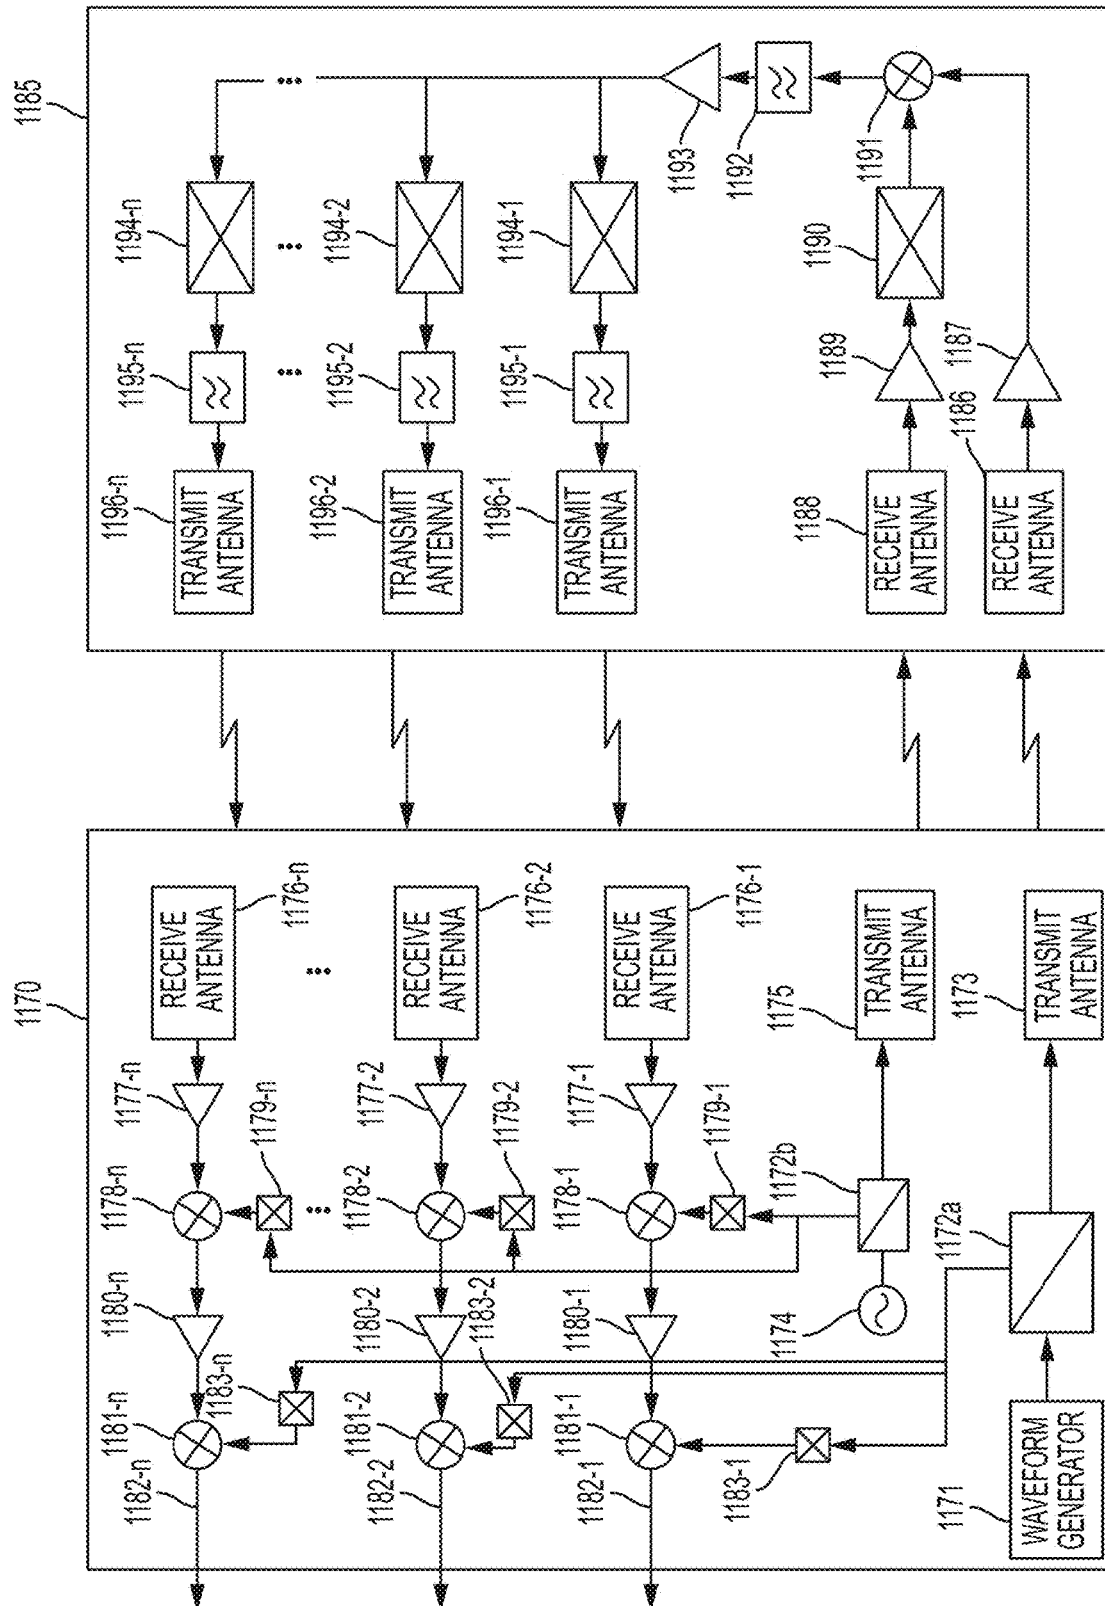 1170
1182-n
1181-n
1183-n
1180-n
1178-n
1179-n
1177-n
RECEIVE
ANTENNA
1176-n
...
...
1182-2
1181-2
1183-2
1180-2
1178-2
1179-2
1177-2
RECEIVE
ANTENNA
1176-2
1182-1
1181-1
1183-1
1180-1
1178-1
1179-1
1177-1
RECEIVE
ANTENNA
1176-1
1174
1172b
1175
TRANSMIT
ANTENNA
WAVEFORM
GENERATOR
1171
1172a
1173
TRANSMIT
ANTENNA
1185
1196-n
TRANSMIT
ANTENNA
1195-n
1194-n
...
...
...
1196-2
TRANSMIT
ANTENNA
1195-2
1194-2
1196-1
TRANSMIT
ANTENNA
1195-1
1194-1
1193
1192
1191
1188
RECEIVE
ANTENNA
1189
1190
1186
RECEIVE
ANTENNA
1187